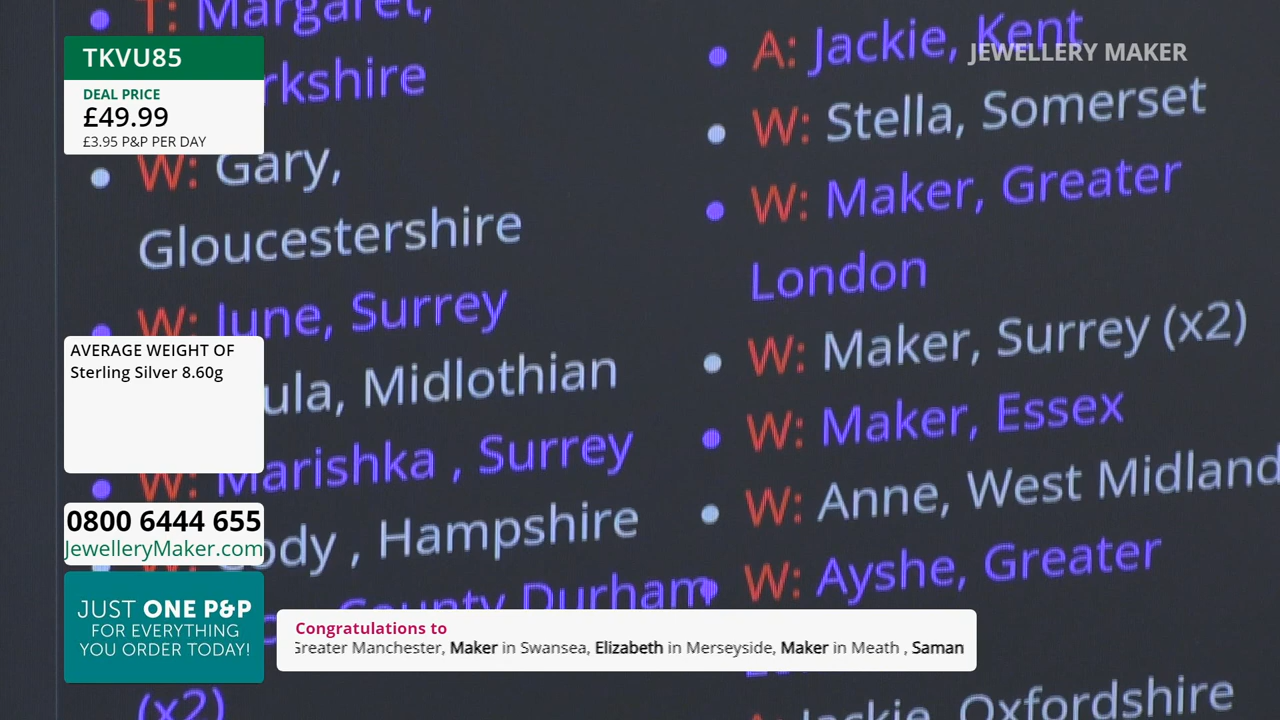 TKVU85
DEAL PRICE
£49.99
£3.95 P&P PER DAY
AVERAGE WEIGHT OF
Sterling Silver 8.60g
0800 6444 655
JewelleryMaker.com
JUST ONE P&P
FOR EVERYTHING
YOU ORDER TODAY!
T: Margaret,
rkshire
W: Gary,
Gloucestershire
W: June, Surrey
ula, Midlothian
W: Marishka , Surrey
ody , Hampshire
County Durham
(x2)
JEWELLERY MAKER
A: Jackie, Kent
W: Stella, Somerset
W: Maker, Greater
London
W: Maker, Surrey (x2)
W: Maker, Essex
W: Anne, West Midland
W: Ayshe, Greater
Jackie, Oxfordshire
Congratulations to
Greater Manchester, Maker in Swansea, Elizabeth in Merseyside, Maker in Meath , Saman